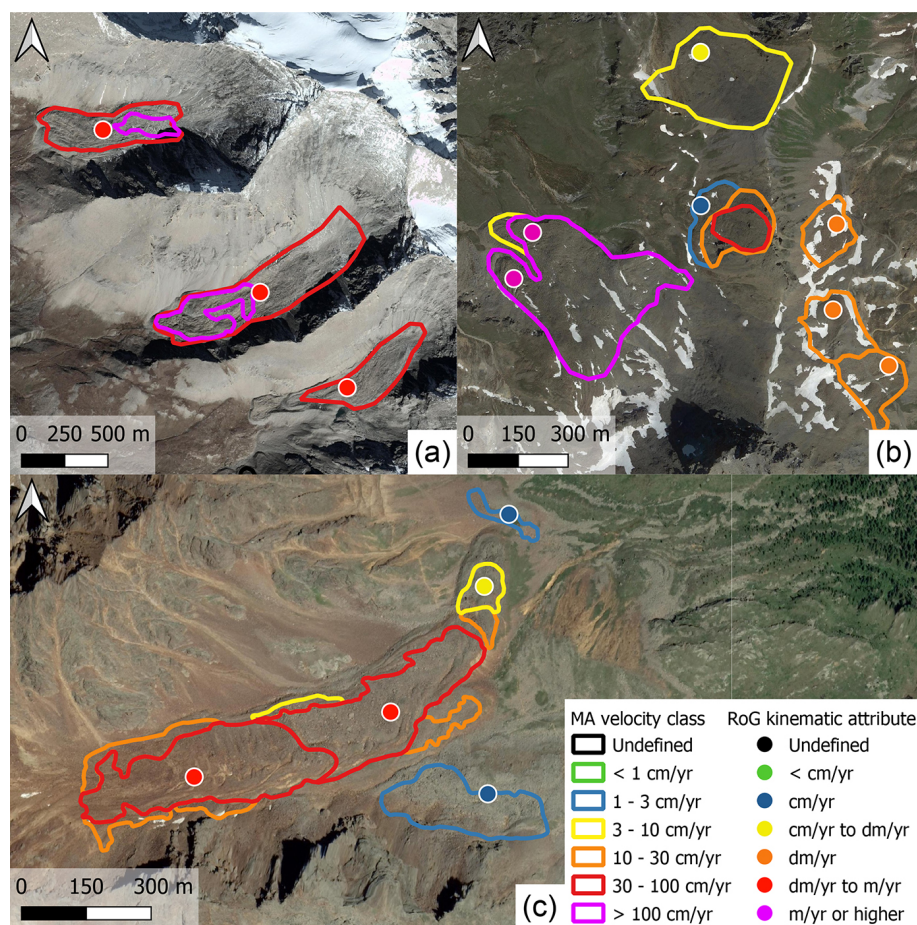 0 250 500 m
(a)
0 150 300 m
(b)
0 150 300 m
(c)
MA velocity class
Undefined
< 1 cm/yr
1 - 3 cm/yr
3 - 10 cm/yr
10 - 30 cm/yr
30 - 100 cm/yr
> 100 cm/yr
RoG kinematic attribute
Undefined
< cm/yr
cm/yr
cm/yr to dm/yr
dm/yr
dm/yr to m/yr
m/yr or higher